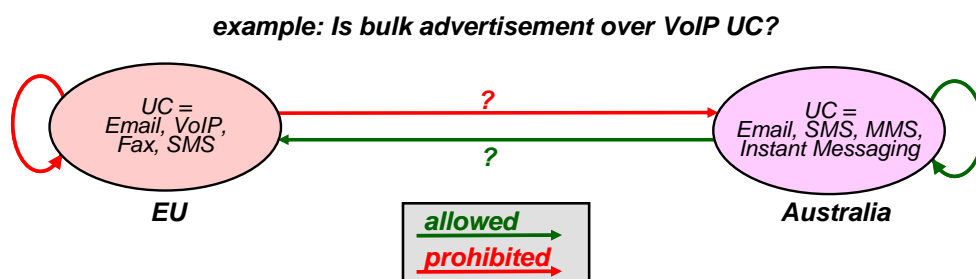 example: Is bulk advertisement over VoIP UC?
UC =
Email, VoIP,
Fax, SMS
?
?
UC =
Email, SMS, MMS,
Instant Messaging
EU
Australia
allowed
prohibited